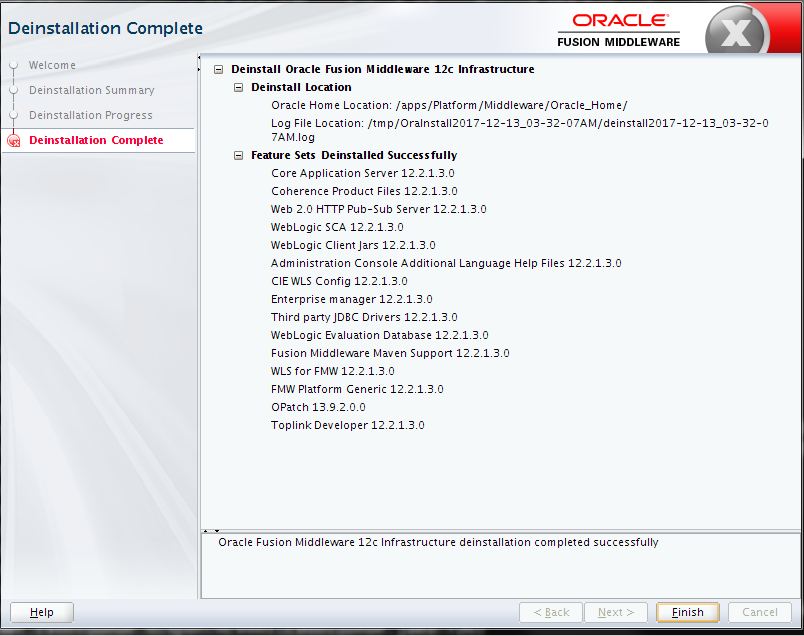 Deinstallation Complete
ORACLE®
FUSION MIDDLEWARE
X
Welcome
Deinstallation Summary
Deinstallation Progress
Deinstallation Complete
Deinstall Oracle Fusion Middleware 12c Infrastructure
Deinstall Location
Oracle Home Location: /apps/Platform/Middleware/Oracle_Home/
Log File Location: /tmp/OraInstall2017-12-13_03-32-07AM/deinstall2017-12-13_03-32-0
7AM.log
Feature Sets Deinstalled Successfully
Core Application Server 12.2.1.3.0
Coherence Product Files 12.2.1.3.0
Web 2.0 HTTP Pub-Sub Server 12.2.1.3.0
WebLogic SCA 12.2.1.3.0
WebLogic Client Jars 12.2.1.3.0
Administration Console Additional Language Help Files 12.2.1.3.0
CIE WLS Config 12.2.1.3.0
Enterprise manager 12.2.1.3.0
Third party JDBC Drivers 12.2.1.3.0
WebLogic Evaluation Database 12.2.1.3.0
Fusion Middleware Maven Support 12.2.1.3.0
WLS for FMW 12.2.1.3.0
FMW Platform Generic 12.2.1.3.0
OPatch 13.9.2.0.0
Toplink Developer 12.2.1.3.0
Oracle Fusion Middleware 12c Infrastructure deinstallation completed successfully
Help
< Back
Next >
Finish
Cancel